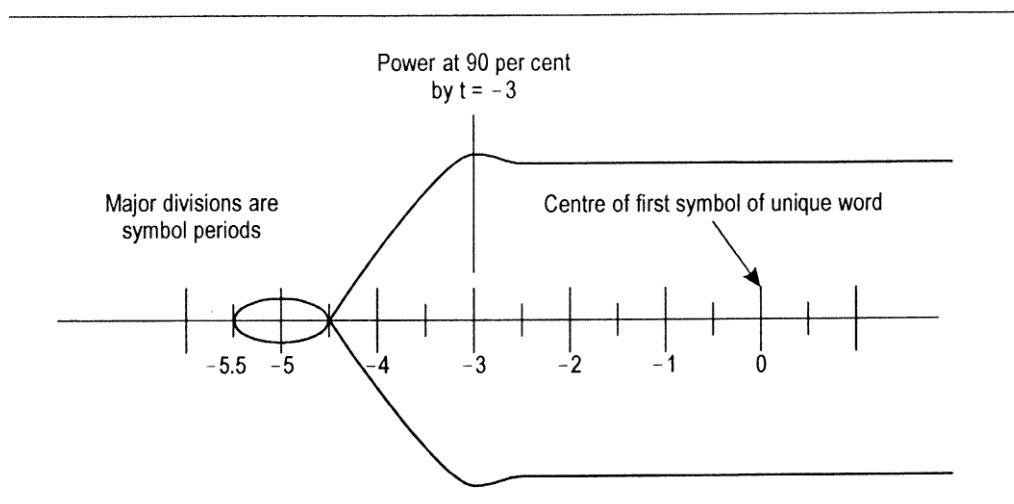 Power at 90 per cent
by t = −3
Major divisions are
symbol periods
Centre of first symbol of unique word
−5.5 −5 −4 −3 −2 −1 0